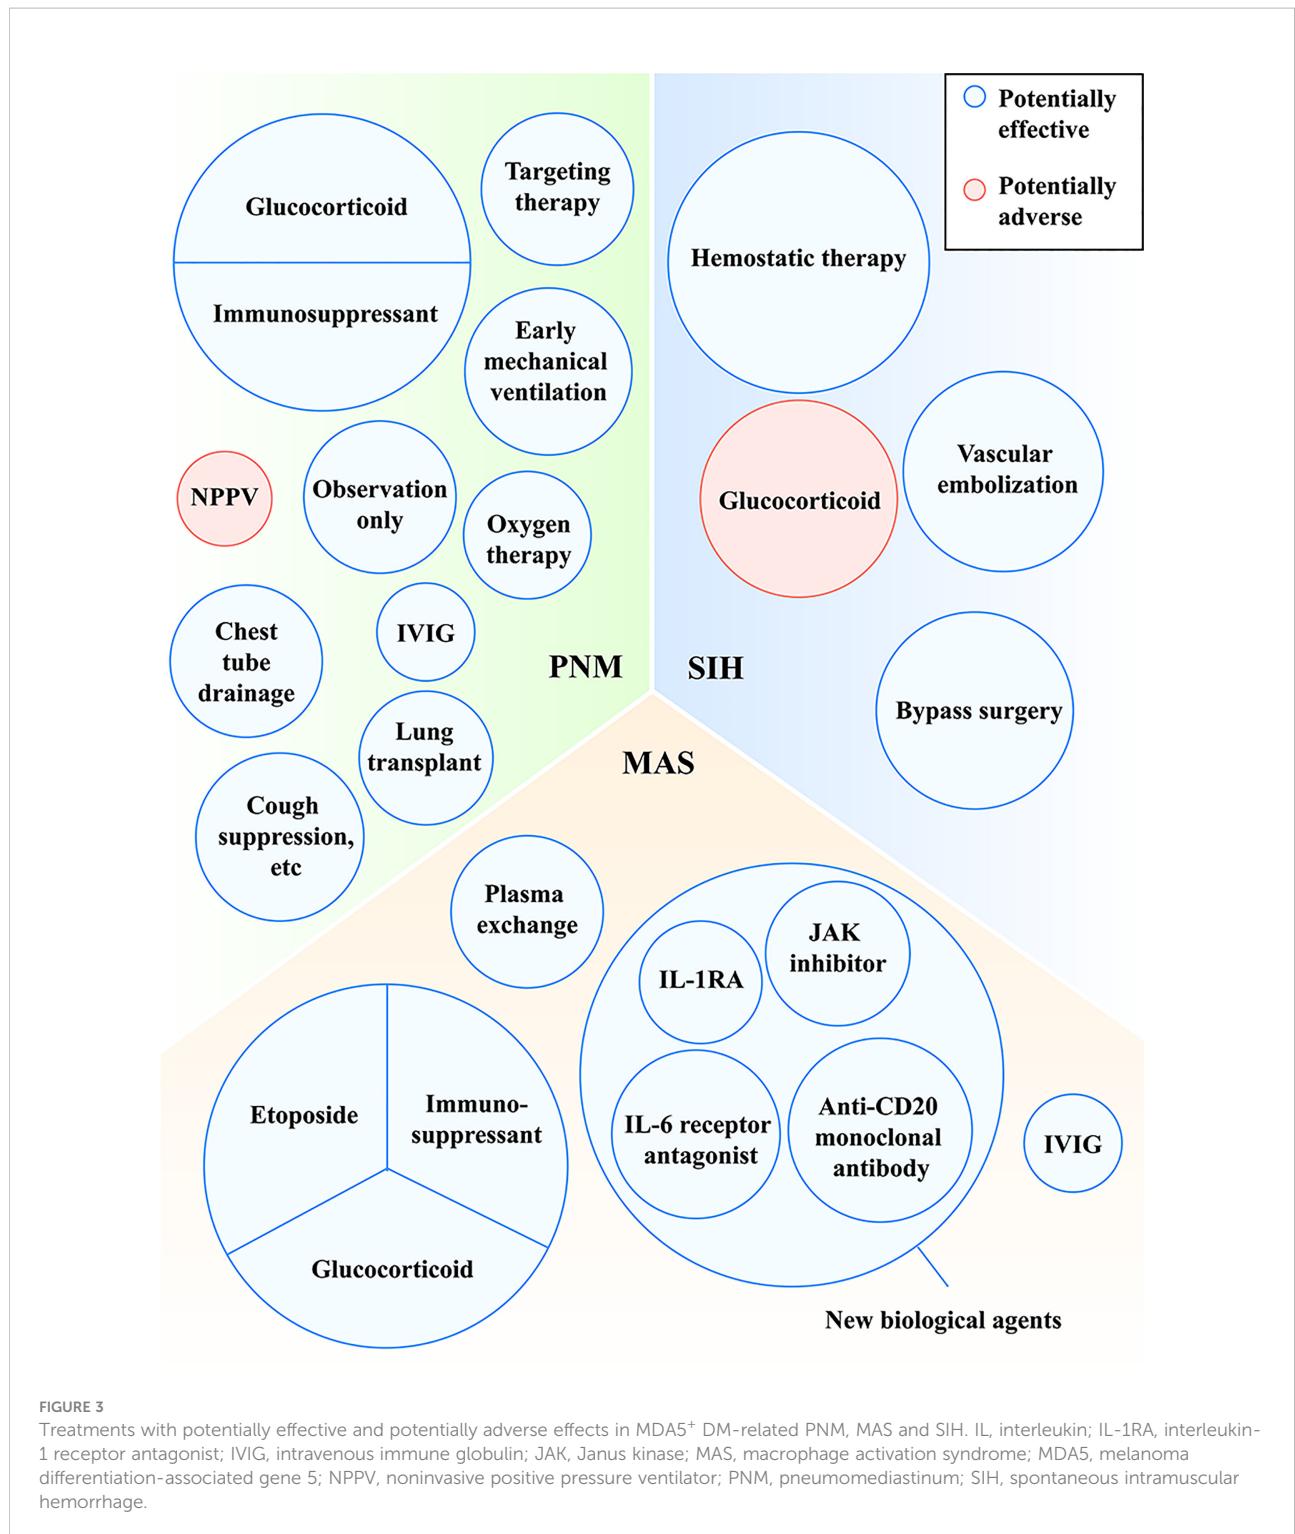 Potentially
effective
Potentially
adverse
Glucocorticoid
Immunosuppressant
Targeting
therapy
Early
mechanical
ventilation
NPPV
Observation
only
Oxygen
therapy
Chest
tube
drainage
IVIG
Lung
transplant
Cough
suppression,
etc
PNM
SIH
Hemostatic therapy
Glucocorticoid
Vascular
embolization
Bypass surgery
MAS
Plasma
exchange
Etoposide
Immuno-
suppressant
Glucocorticoid
IL-1RA
JAK
inhibitor
IL-6 receptor
antagonist
Anti-CD20
monoclonal
antibody
IVIG
New biological agents
FIGURE 3
Treatments with potentially effective and potentially adverse effects in MDA5⁺ DM-related PNM, MAS and SIH. IL, interleukin; IL-1RA, interleukin-
1 receptor antagonist; IVIG, intravenous immune globulin; JAK, Janus kinase; MAS, macrophage activation syndrome; MDA5, melanoma
differentiation-associated gene 5; NPPV, noninvasive positive pressure ventilator; PNM, pneumomediastinum; SIH, spontaneous intramuscular
hemorrhage.